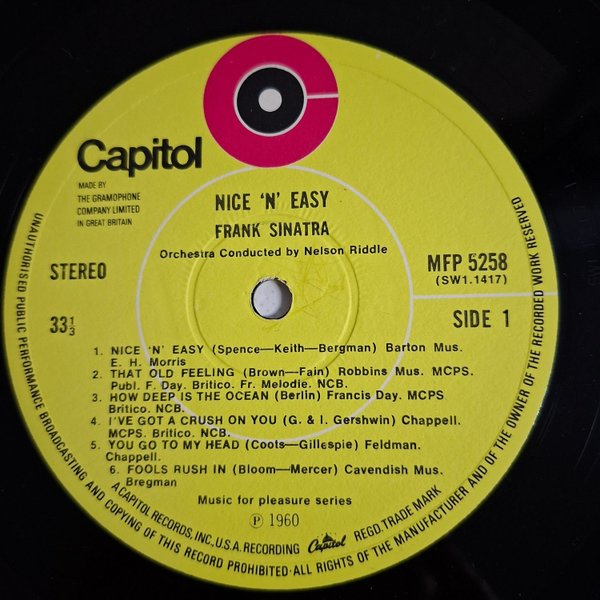 Capitol
MADE BY
THE GRAMOPHONE
COMPANY LIMITED
IN GREAT BRITAIN
NICE 'N' EASY
FRANK SINATRA
Orchestra Conducted by Nelson Riddle
STEREO
MFP 5258
(SW1.1417)
33⅓
SIDE 1
1. NICE 'N' EASY (Spence—Keith—Bergman) Barton Mus.
E. H. Morris
2. THAT OLD FEELING (Brown—Fain) Robbins Mus. MCPS.
Publ. F. Day. Britico. Fr. Melodie. NCB.
3. HOW DEEP IS THE OCEAN (Berlin) Francis Day. MCPS
Britico. NCB.
4. I'VE GOT A CRUSH ON YOU (G. & I. Gershwin) Chappell.
MCPS. Britico. NCB.
5. YOU GO TO MY HEAD (Coots—Gillespie) Feldman.
Chappell.
6. FOOLS RUSH IN (Bloom—Mercer) Cavendish Mus.
Bregman
Music for pleasure series
Ⓟ 1960
A CAPITOL RECORDS, INC., U.S.A. RECORDING Capitol REGD. TRADE MARK
UNAUTHORISED PUBLIC PERFORMANCE BROADCASTING AND COPYING OF THIS RECORD PROHIBITED·ALL RIGHTS OF THE MANUFACTURER AND OF THE OWNER OF THE RECORDED WORK RESERVED